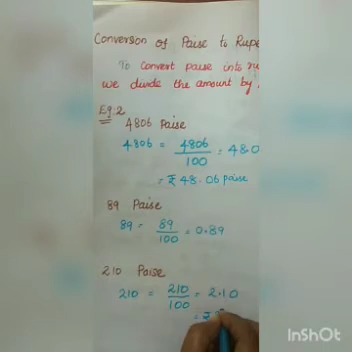 Conversion of Paise to Rupe
To convert paise into ru
we divide the amount by
Eg:2
4806 Paise
4806 = 4806/100 = 48.0
= ₹ 48.06 paise
89 Paise
89 = 89/100 = 0.89
210 Paise
210 = 210/100 = 2.10
= ₹
InShOt